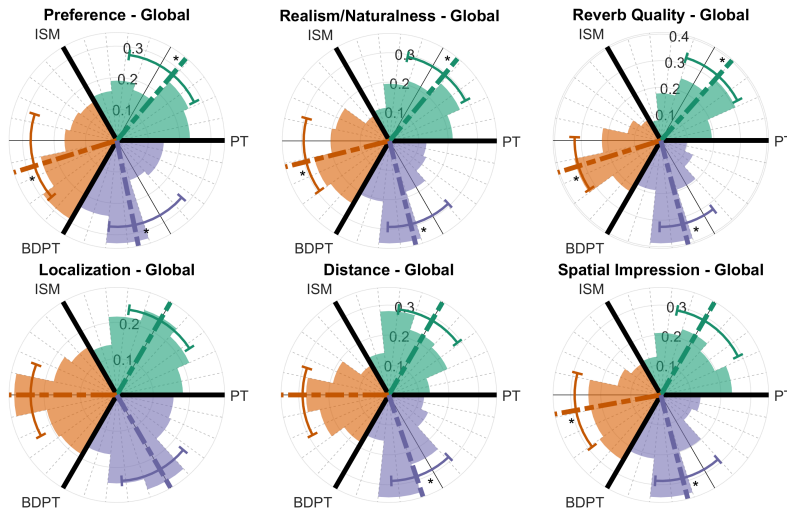 Preference - Global
Realism/Naturalness - Global
Reverb Quality - Global
ISM
0.3
*
0.2
0.1
PT
*
*
BDPT
ISM
0.3
*
0.2
0.1
PT
*
*
BDPT
ISM
0.4
0.3
*
0.2
0.1
PT
*
*
BDPT
Localization - Global
Distance - Global
Spatial Impression - Global
ISM
0.2
0.1
PT
BDPT
ISM
0.3
0.2
0.1
PT
*
BDPT
ISM
0.3
0.2
0.1
PT
*
*
BDPT